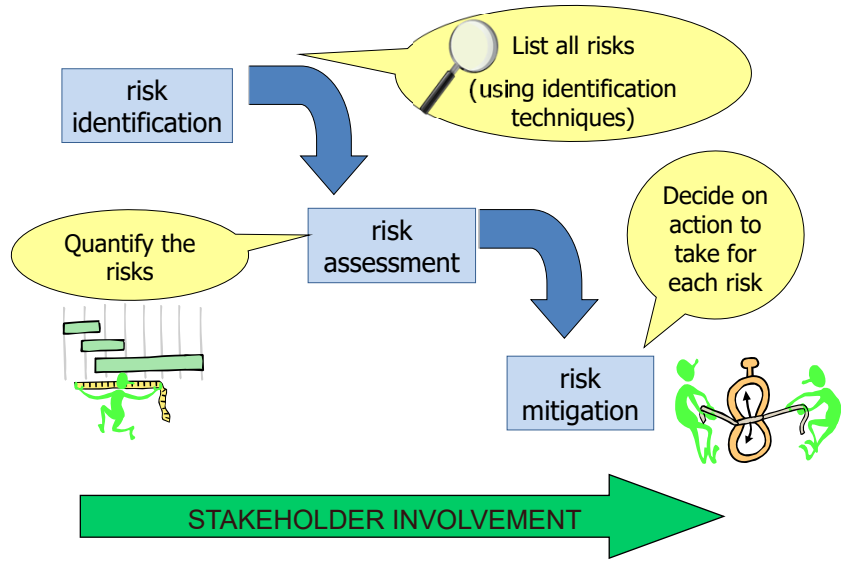 List all risks
(using identification
techniques)
risk
identification
Decide on
action to
take for
each risk
Quantify the
risks
risk
assessment
risk
mitigation
STAKEHOLDER INVOLVEMENT